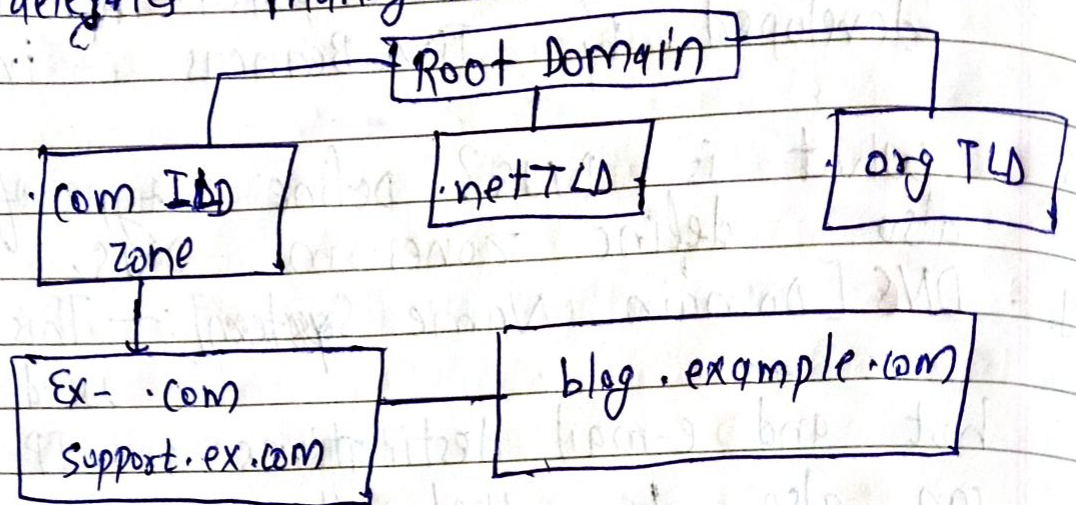 Root Domain
.com TLD
zone
.net TLD
.org TLD
Ex- .com
support.ex.com
blog.example.com